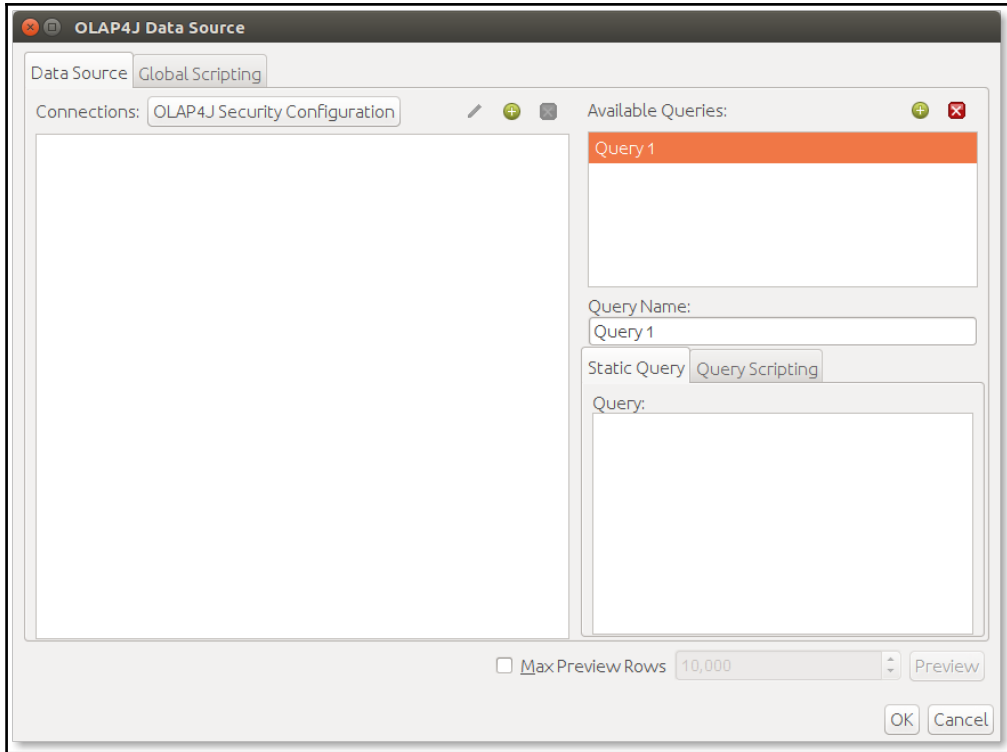 OLAP4J Data Source
Data Source Global Scripting
Connections: OLAP4J Security Configuration
Available Queries:
Query 1
Query Name:
Query 1
Static Query Query Scripting
Query:
Max Preview Rows 10,000 Preview
OK Cancel